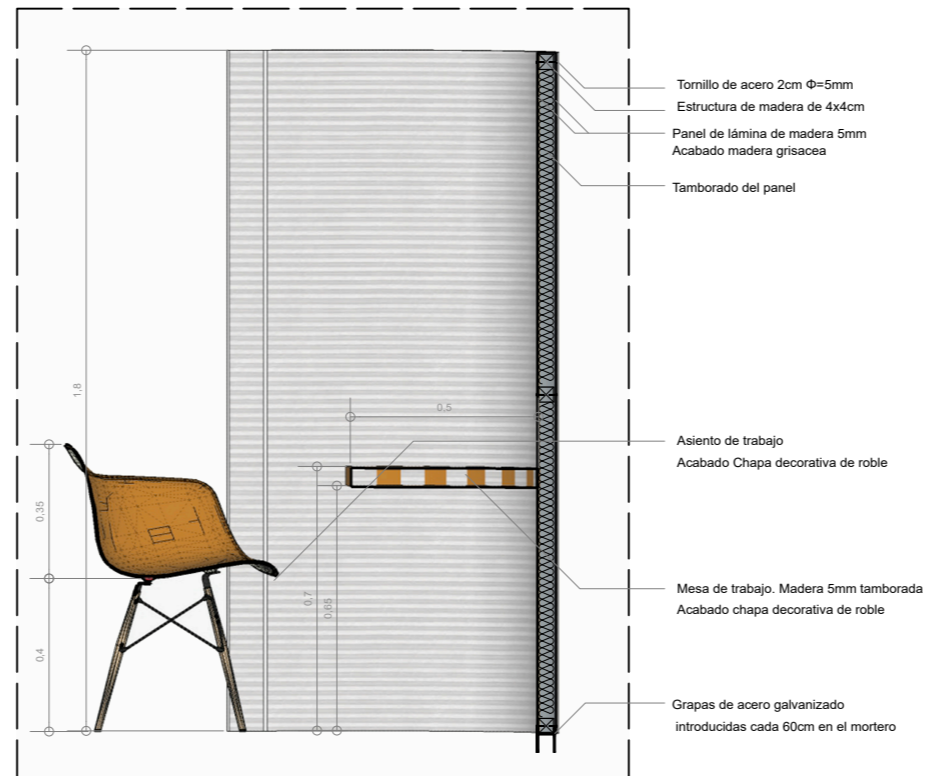 Tornillo de acero 2cm Φ=5mm
Estructura de madera de 4x4cm
Panel de lámina de madera 5mm
Acabado madera grisacea
Tamborado del panel
1,8
0,5
Asiento de trabajo
Acabado Chapa decorativa de roble
0,35
0,7
0,65
Mesa de trabajo. Madera 5mm tamborada
Acabado chapa decorativa de roble
0,4
Grapas de acero galvanizado
introducidas cada 60cm en el mortero